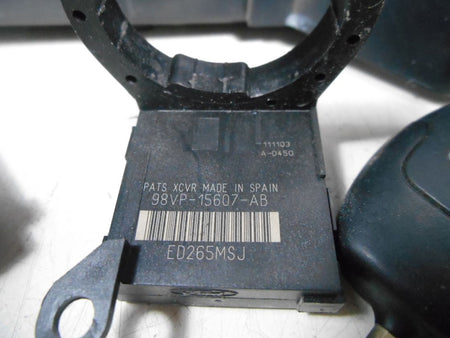 111103
A-0450
PATS XCVR MADE IN SPAIN
98VP-15607-AB
ED265MSJ